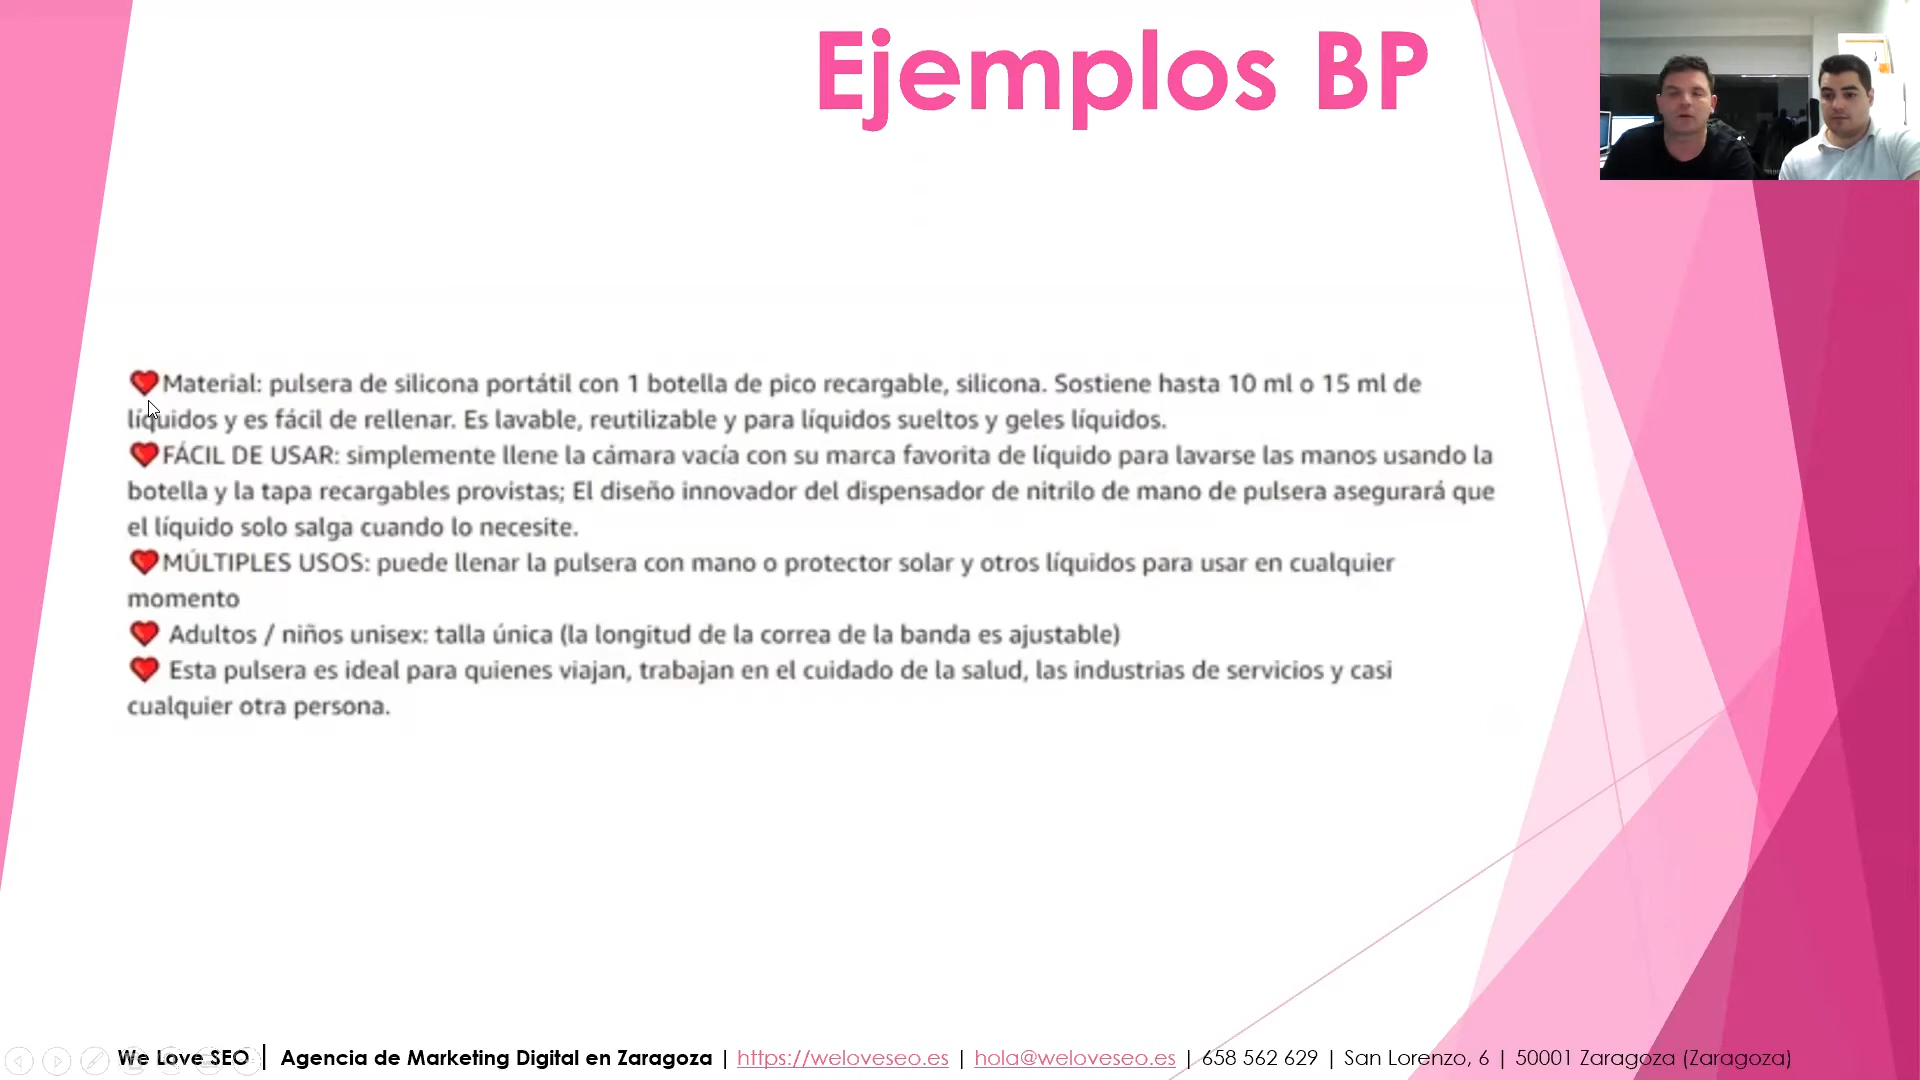 Ejemplos BP
Material: pulsera de silicona portátil con 1 botella de pico recargable, silicona. Sostiene hasta 10 ml o 15 ml de
líquidos y es fácil de rellenar. Es lavable, reutilizable y para líquidos sueltos y geles líquidos.
FÁCIL DE USAR: simplemente llene la cámara vacía con su marca favorita de líquido para lavarse las manos usando la
botella y la tapa recargables provistas; El diseño innovador del dispensador de nitrilo de mano de pulsera asegurará que
el líquido solo salga cuando lo necesite.
MÚLTIPLES USOS: puede llenar la pulsera con mano o protector solar y otros líquidos para usar en cualquier
momento
Adultos / niños unisex: talla única (la longitud de la correa de la banda es ajustable)
Esta pulsera es ideal para quienes viajan, trabajan en el cuidado de la salud, las industrias de servicios y casi
cualquier otra persona.
We Love SEO | Agencia de Marketing Digital en Zaragoza | https://weloveseo.es | hola@weloveseo.es | 658 562 629 | San Lorenzo, 6 | 50001 Zaragoza (Zaragoza)